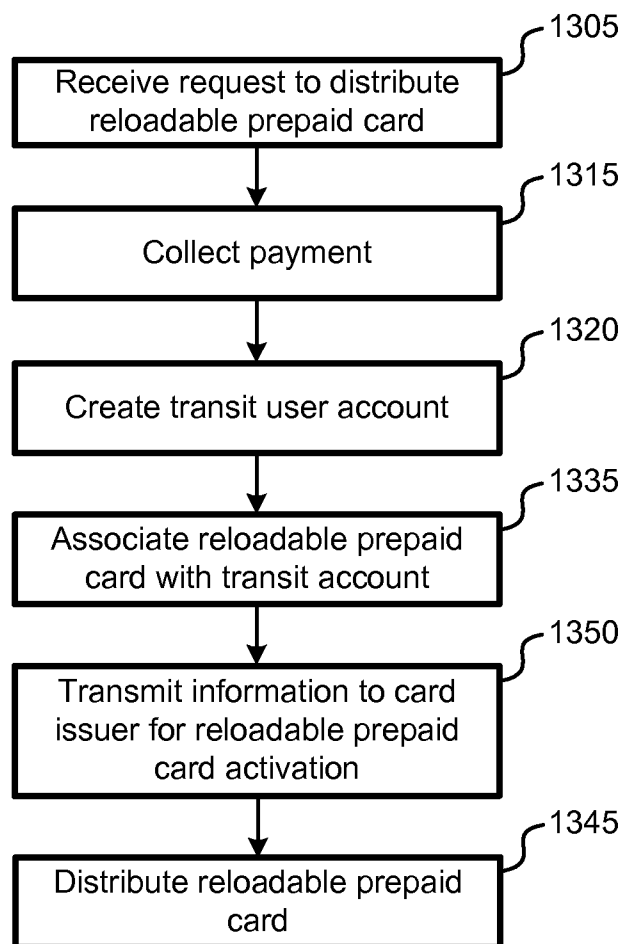 1305
Receive request to distribute
reloadable prepaid card
1315
Collect payment
1320
Create transit user account
1335
Associate reloadable prepaid
card with transit account
1350
Transmit information to card
issuer for reloadable prepaid
card activation
1345
Distribute reloadable prepaid
card